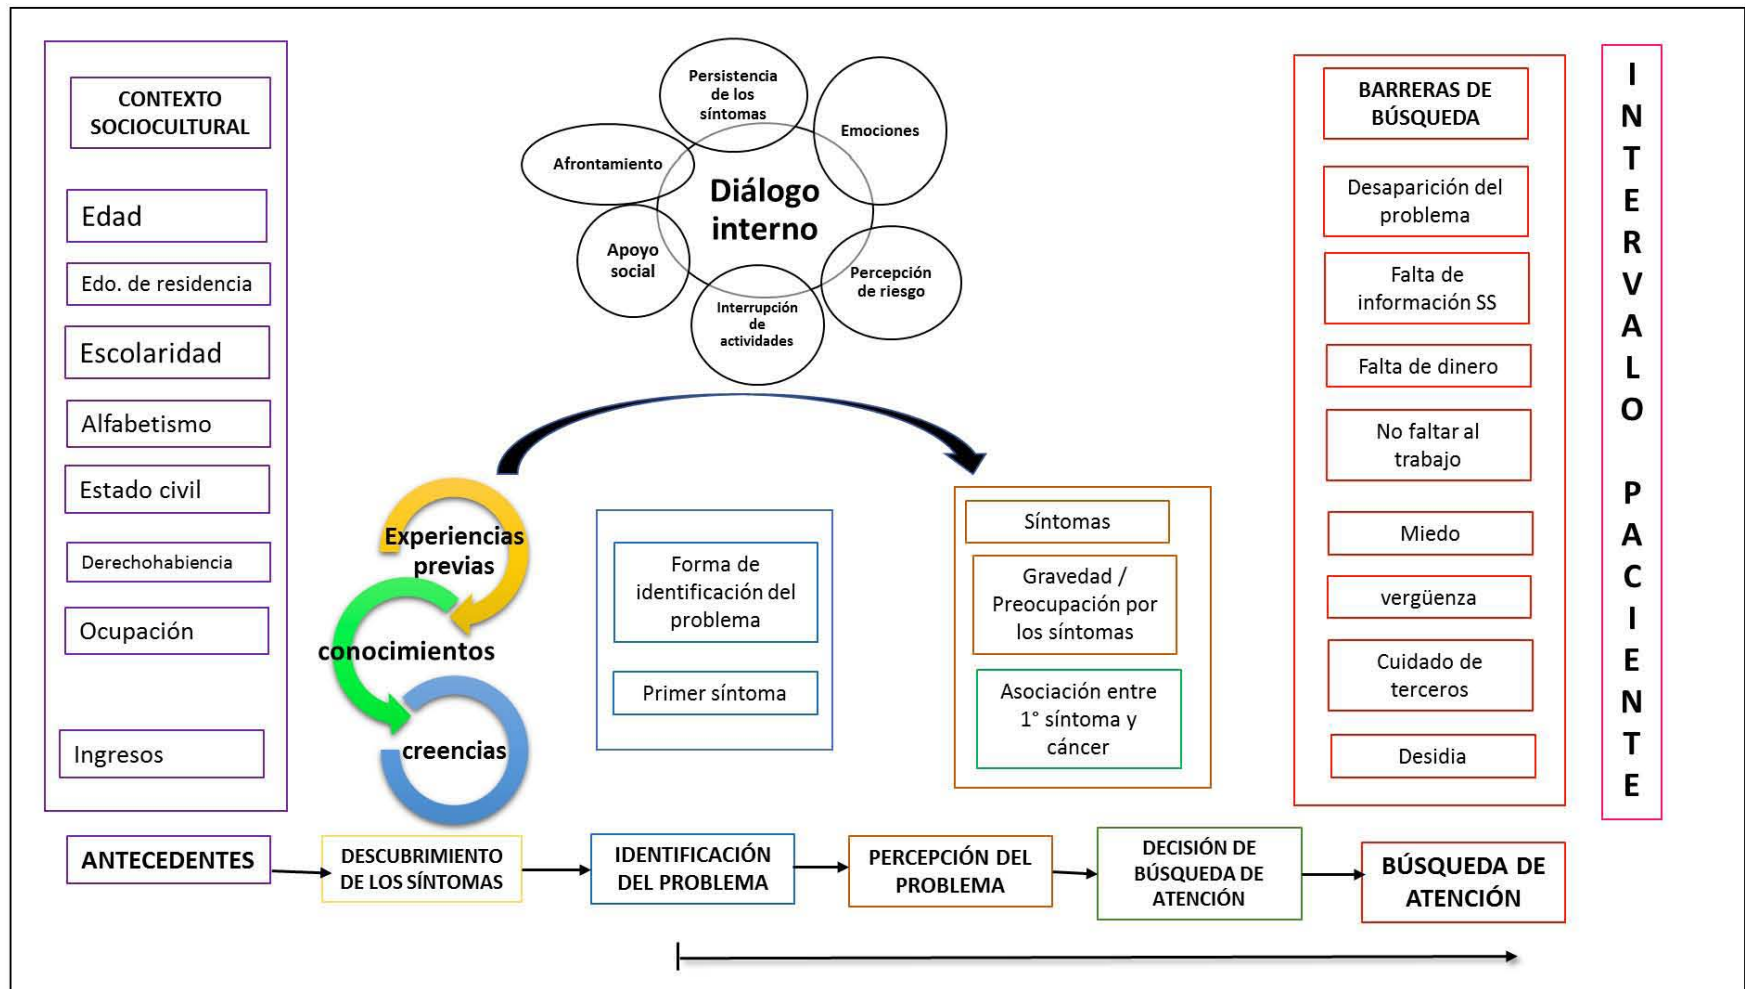 CONTEXTO
SOCIOCULTURAL
Edad
Edo. de residencia
Escolaridad
Alfabetismo
Estado civil
Derechohabiencia
Ocupación
Ingresos
Persistencia
de los
síntomas
Emociones
Afrontamiento
Diálogo
interno
Apoyo
social
Percepción
de riesgo
Interrupción
de
actividades
Experiencias
previas
conocimientos
creencias
Forma de
identificación del
problema
Primer síntoma
Síntomas
Gravedad /
Preocupación por
los síntomas
Asociación entre
1° síntoma y
cáncer
BARRERAS DE
BÚSQUEDA
Desaparición del
problema
Falta de
información SS
Falta de dinero
No faltar al
trabajo
Miedo
vergüenza
Cuidado de
terceros
Desidia
INTERVALO PACIENTE
ANTECEDENTES
DESCUBRIMIENTO
DE LOS SÍNTOMAS
IDENTIFICACIÓN
DEL PROBLEMA
PERCEPCIÓN DEL
PROBLEMA
DECISIÓN DE
BÚSQUEDA DE
ATENCIÓN
BÚSQUEDA DE
ATENCIÓN